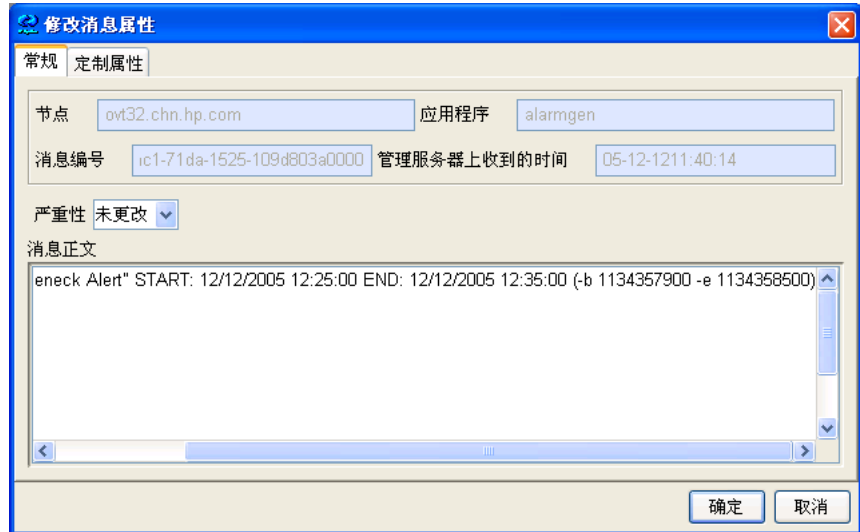 修改消息属性
常规 定制属性
节点 ovt32.chn.hp.com 应用程序 alarmgen
消息编号 c1-71da-1525-109d803a0000 管理服务器上收到的时间 05-12-1211:40:14
严重性 未更改
消息正文
eneck Alert" START: 12/12/2005 12:25:00 END: 12/12/2005 12:35:00 (-b 1134357900 -e 1134358500)
确定 取消